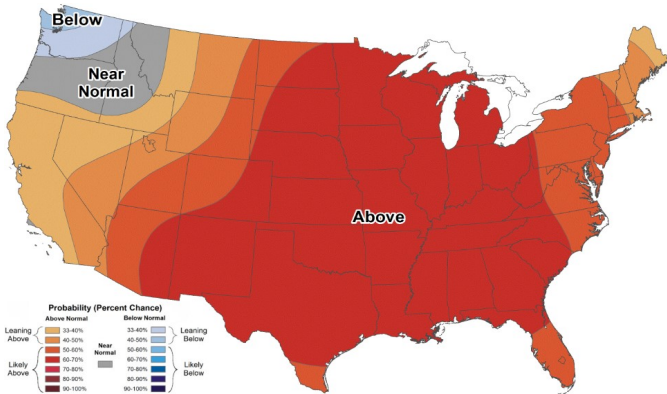 Below
Near
Normal
Above
Probability (Percent Chance)
Above Normal
Below Normal
Leaning
Above
33-40%
40-50%
50-60%
60-70%
70-80%
80-90%
90-100%
Likely
Above
Near
Normal
33-40%
40-50%
50-60%
60-70%
70-80%
80-90%
90-100%
Leaning
Below
Likely
Below